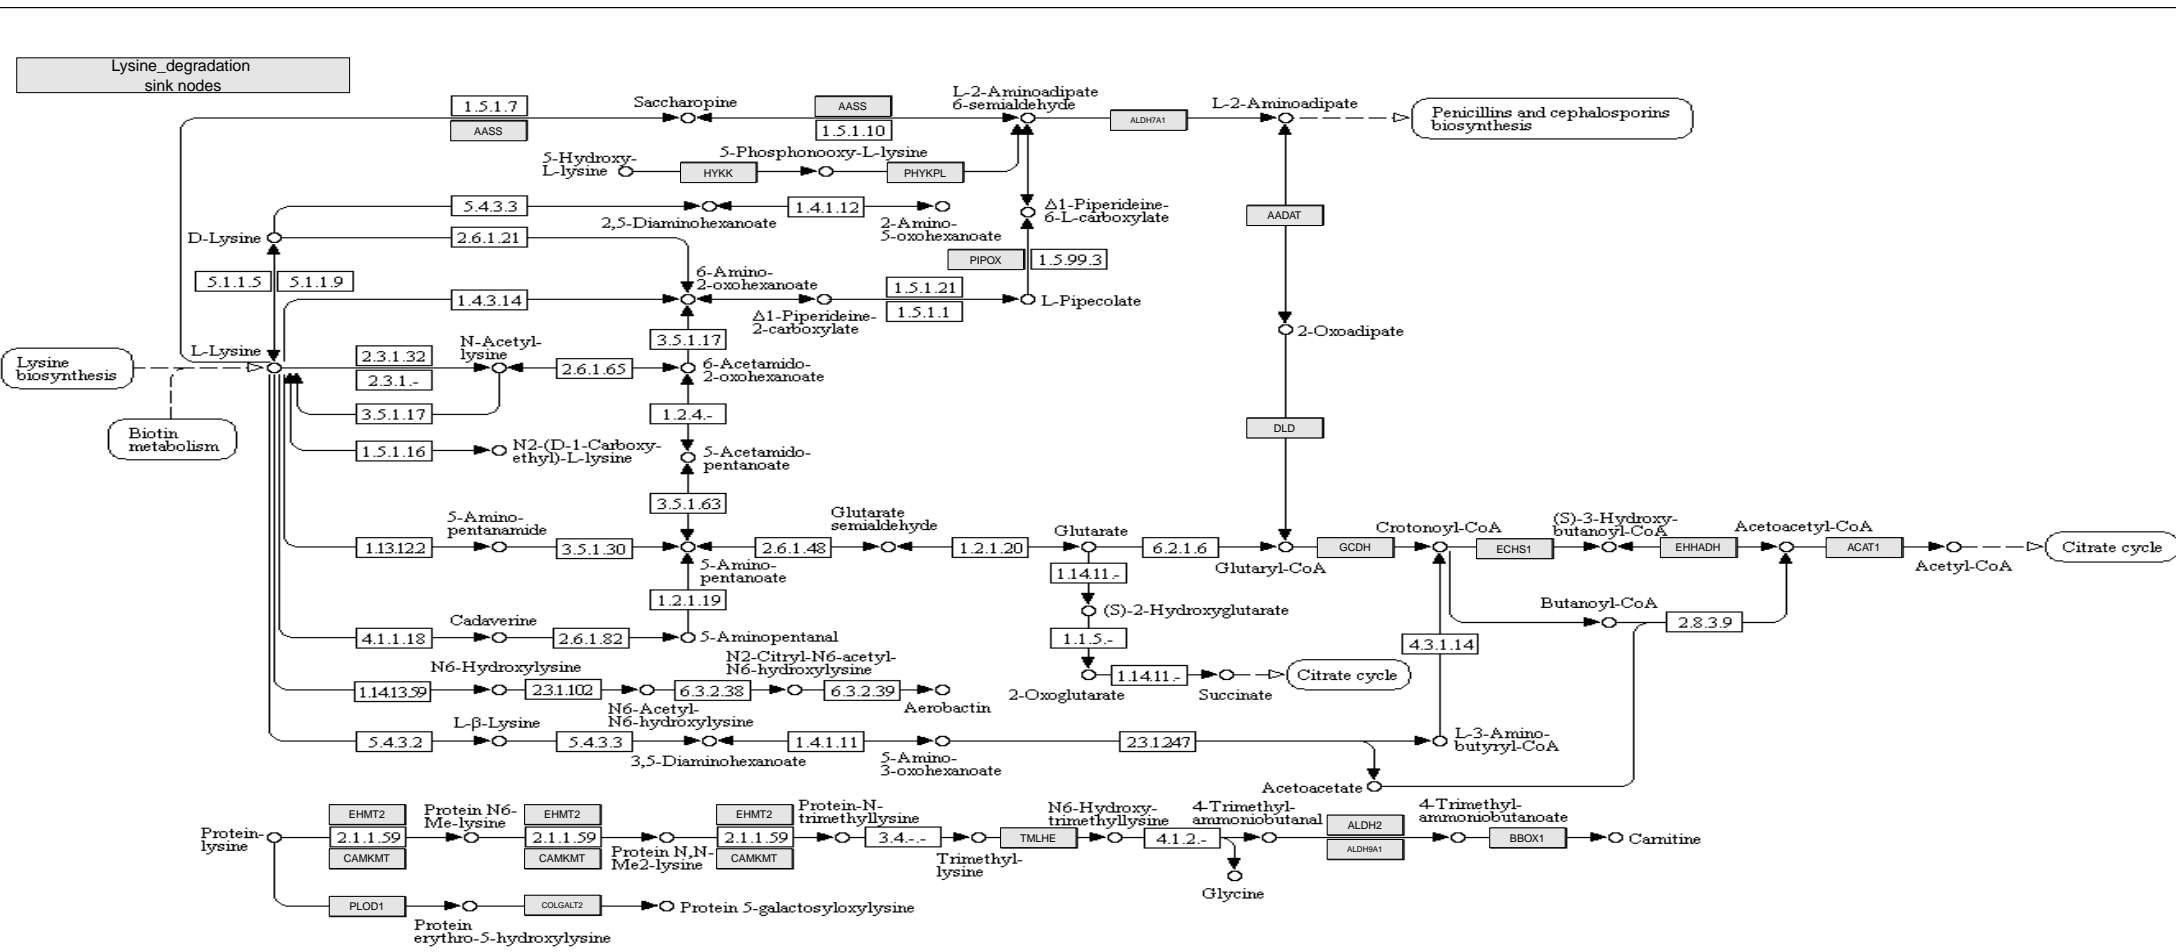 Lysine_degradation
sink nodes
1.5.1.7
AASS
Saccharopine
AASS
1.5.1.10
L-2-Aminoadipate
6-semialdehyde
ALDH7A1
L-2-Aminoadipate
Penicillins and cephalosporins
biosynthesis
5-Hydroxy-
L-lysine
HYKK
5-Phosphonooxy-L-lysine
PHYKPL
5.4.3.3
2,5-Diaminohexanoate
1.4.1.12
2-Amino-
5-oxohexanoate
Δ1-Piperideine-
6-L-carboxylate
AADAT
D-Lysine
2.6.1.21
PIPOX
1.5.99.3
5.1.1.5
5.1.1.9
6-Amino-
2-oxohexanoate
1.4.3.14
Δ1-Piperideine-
2-carboxylate
1.5.1.21
1.5.1.1
L-Pipecolate
2-Oxoadipate
3.5.1.17
Lysine
biosynthesis
L-Lysine
2.3.1.32
2.3.1.-
N-Acetyl-
lysine
2.6.1.65
6-Acetamido-
2-oxohexanoate
3.5.1.17
1.2.4.-
Biotin
metabolism
DLD
1.5.1.16
N2-(D-1-Carboxy-
ethyl)-L-lysine
5-Acetamido-
pentanoate
3.5.1.63
5-Amino-
pentanamide
1.13.12.2
3.5.1.30
5-Amino-
pentanoate
2.6.1.48
Glutarate
semialdehyde
1.2.1.20
Glutarate
6.2.1.6
Glutaryl-CoA
GCDH
Crotonoyl-CoA
ECHS1
(S)-3-Hydroxy-
butanoyl-CoA
EHHADH
Acetoacetyl-CoA
ACAT1
Acetyl-CoA
Citrate cycle
1.14.11.-
1.2.1.19
(S)-2-Hydroxyglutarate
Butanoyl-CoA
2.8.3.9
Cadaverine
4.1.1.18
2.6.1.82
5-Aminopentanal
1.1.5.-
4.3.1.14
N6-Hydroxylysine
N2-Citryl-N6-acetyl-
N6-hydroxylysine
1.14.13.59
2.3.1.102
6.3.2.38
6.3.2.39
Aerobactin
N6-Acetyl-
N6-hydroxylysine
2-Oxoglutarate
1.14.11.-
Succinate
Citrate cycle
L-β-Lysine
5.4.3.2
5.4.3.3
3,5-Diaminohexanoate
1.4.1.11
5-Amino-
3-oxohexanoate
2.3.1.247
L-3-Amino-
butyryl-CoA
Acetoacetate
Protein-
lysine
EHMT2
2.1.1.59
CAMKMT
Protein N6-
Me-lysine
EHMT2
2.1.1.59
CAMKMT
Protein N,N-
Me2-lysine
EHMT2
2.1.1.59
CAMKMT
Protein-N-
trimethyllysine
3.4.-.-
Trimethyl-
lysine
TMLHE
N6-Hydroxy-
trimethyllysine
4.1.2.-
Glycine
4-Trimethyl-
ammoniobutanal
ALDH2
ALDH9A1
4-Trimethyl-
ammoniobutanoate
BBOX1
Carnitine
PLOD1
Protein
erythro-5-hydroxylysine
COLGALT2
Protein 5-galactosyloxylysine